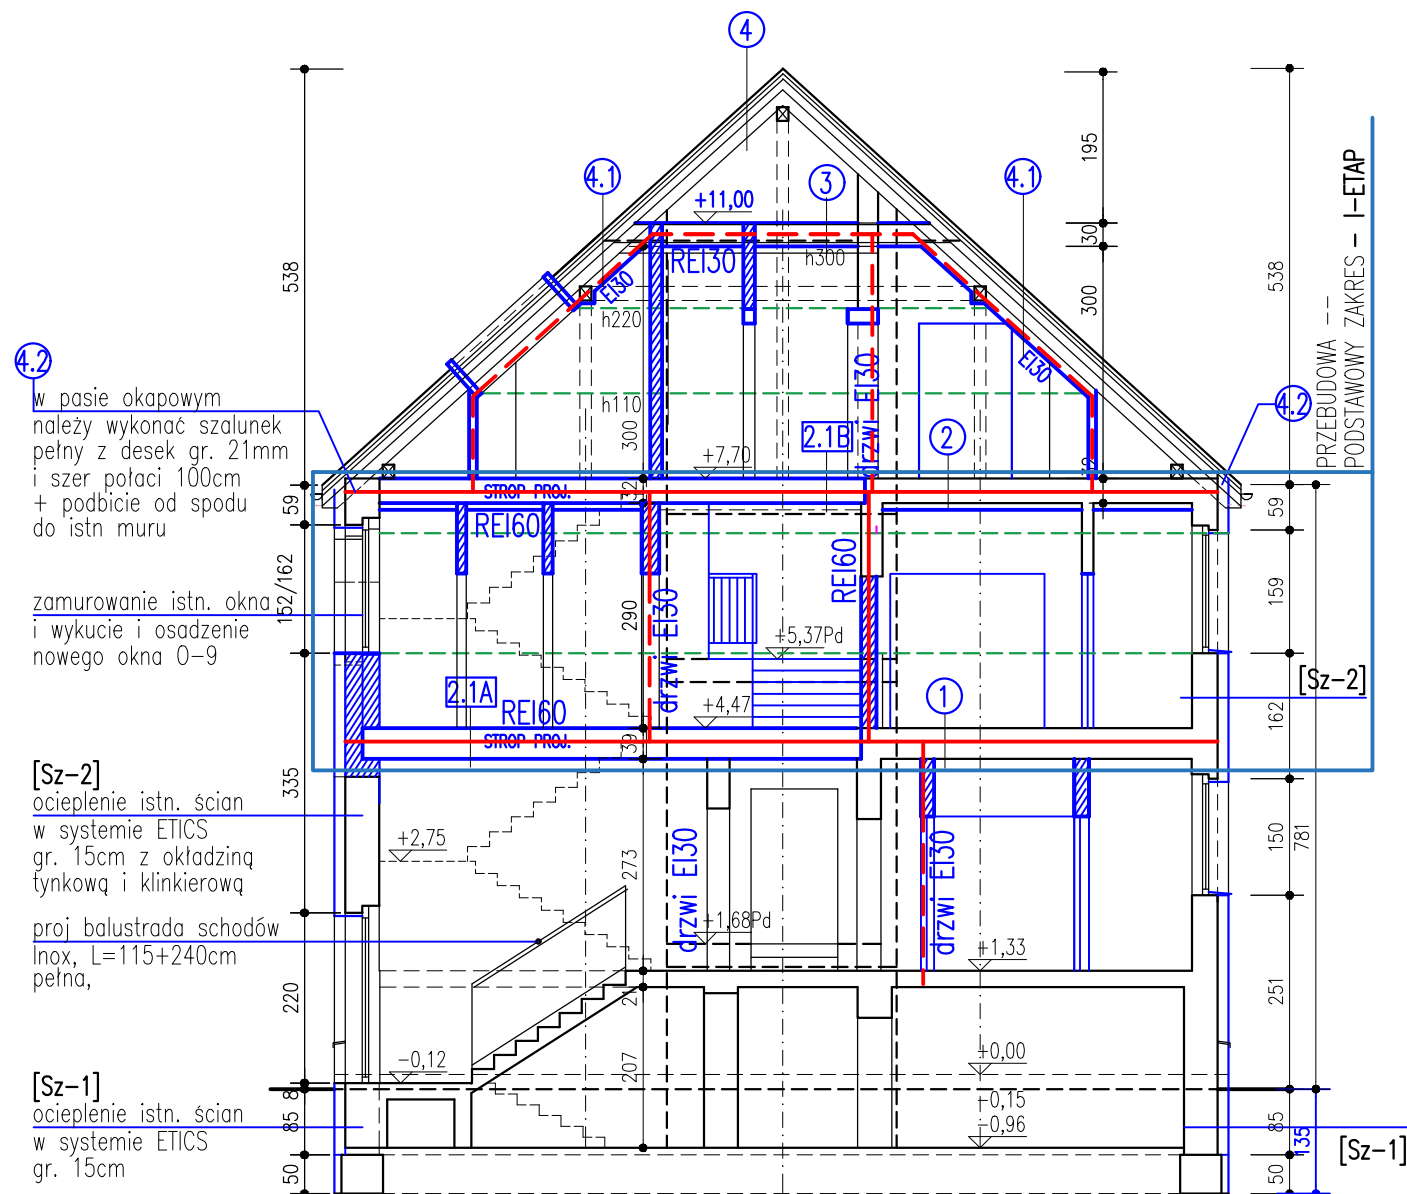 4
4.1
3
4.1
+11,00
195
30
300
538
538
PRZEBUDOWA --
PODSTAWOWY ZAKRES - I-ETAP
REI30
h300
EI30
EI30
h220
h110
300
drzwi EI30
2.1B
2
+7,70
4.2
4.2
w pasie okapowym
należy wykonać szalunek
pełny z desek gr. 21mm
i szer połaci 100cm
+ podbicie od spodu
do istn muru
59
59
STROP PROJ.
32
REI60
REI60
152/162
159
290
drzwi EI30
+5,37Pd
zamurowanie istn. okna
i wykucie i osadzenie
nowego okna O-9
[Sz-2]
2.1A
REI60
+4,47
1
162
STROP PROJ.
39
[Sz-2]
ocieplenie istn. ścian
w systemie ETICS
gr. 15cm z okładziną
tynkową i klinkierową
335
+2,75
273
drzwi EI30
drzwi EI30
150
781
proj balustrada schodów
Inox, L=115+240cm
pełna,
+1,68Pd
+1,33
220
251
-0,12
207
+0,00
-0,15
-0,96
[Sz-1]
ocieplenie istn. ścian
w systemie ETICS
gr. 15cm
8
85
50
85
135
50
[Sz-1]